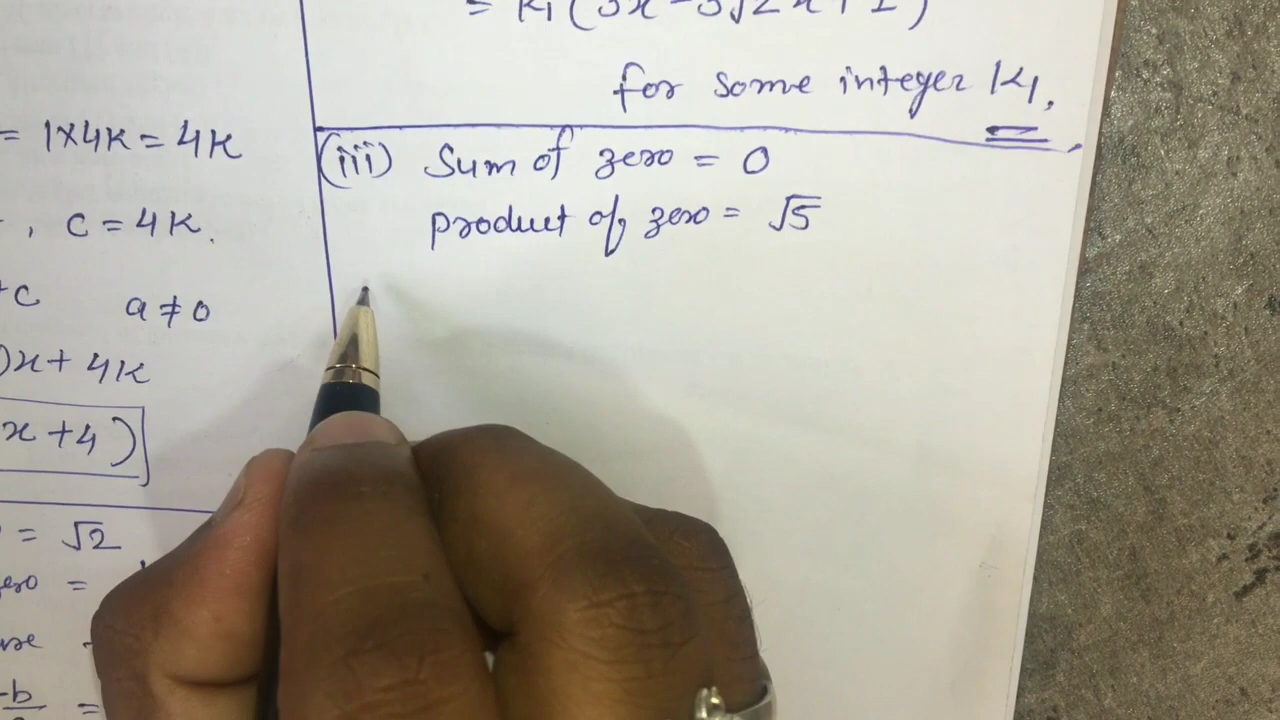 = 1×4K = 4K
, C = 4K.
+C a ≠ 0
)x + 4K
x + 4)
= √2
ero =
-b =
for some integer K1.
(iii) Sum of zero = 0
product of zero = √5